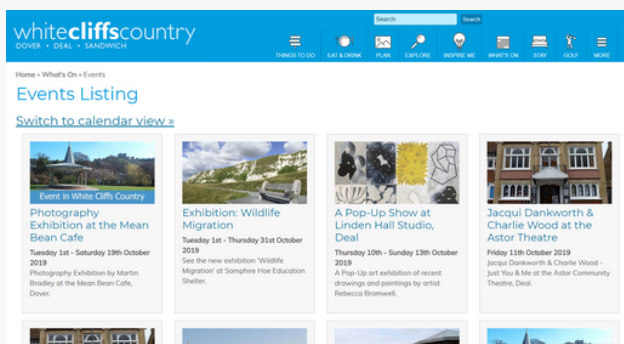 Search Search
whitecliffscountry
DOVER • DEAL • SANDWICH
THINGS TO DO EAT & DRINK PLAN EXPLORE INSPIRE ME WHAT'S ON STAY GOLF MORE
Home » What's On » Events
Events Listing
Switch to calendar view »
Event in White Cliffs Country
Photography
Exhibition at the Mean
Bean Cafe
Tuesday 1st - Saturday 19th October
2019
Photography Exhibition by Martin
Bradley at the Mean Bean Cafe,
Dover.
Exhibition: Wildlife
Migration
Tuesday 1st - Thursday 31st October
2019
See the new exhibition 'Wildlife
Migration' at Samphire Hoe Education
Shelter.
A Pop-Up Show at
Linden Hall Studio,
Deal
Thursday 10th - Sunday 13th October
2019
A Pop-Up art exhibition of recent
drawings and paintings by artist
Rebecca Bramwell.
Jacqui Dankworth &
Charlie Wood at the
Astor Theatre
Friday 11th October 2019
Jacqui Dankworth & Charlie Wood -
Just You & Me at the Astor Community
Theatre, Deal.